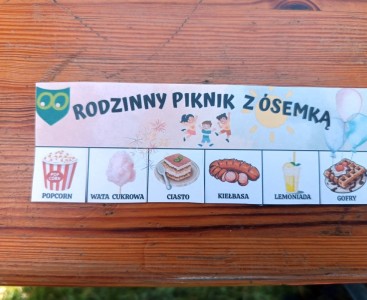 RODZINNY PIKNIK Z ÓSEMKĄ
POPCORN
WATA CUKROWA
CIASTO
KIEŁBASA
LEMONIADA
GOFRY